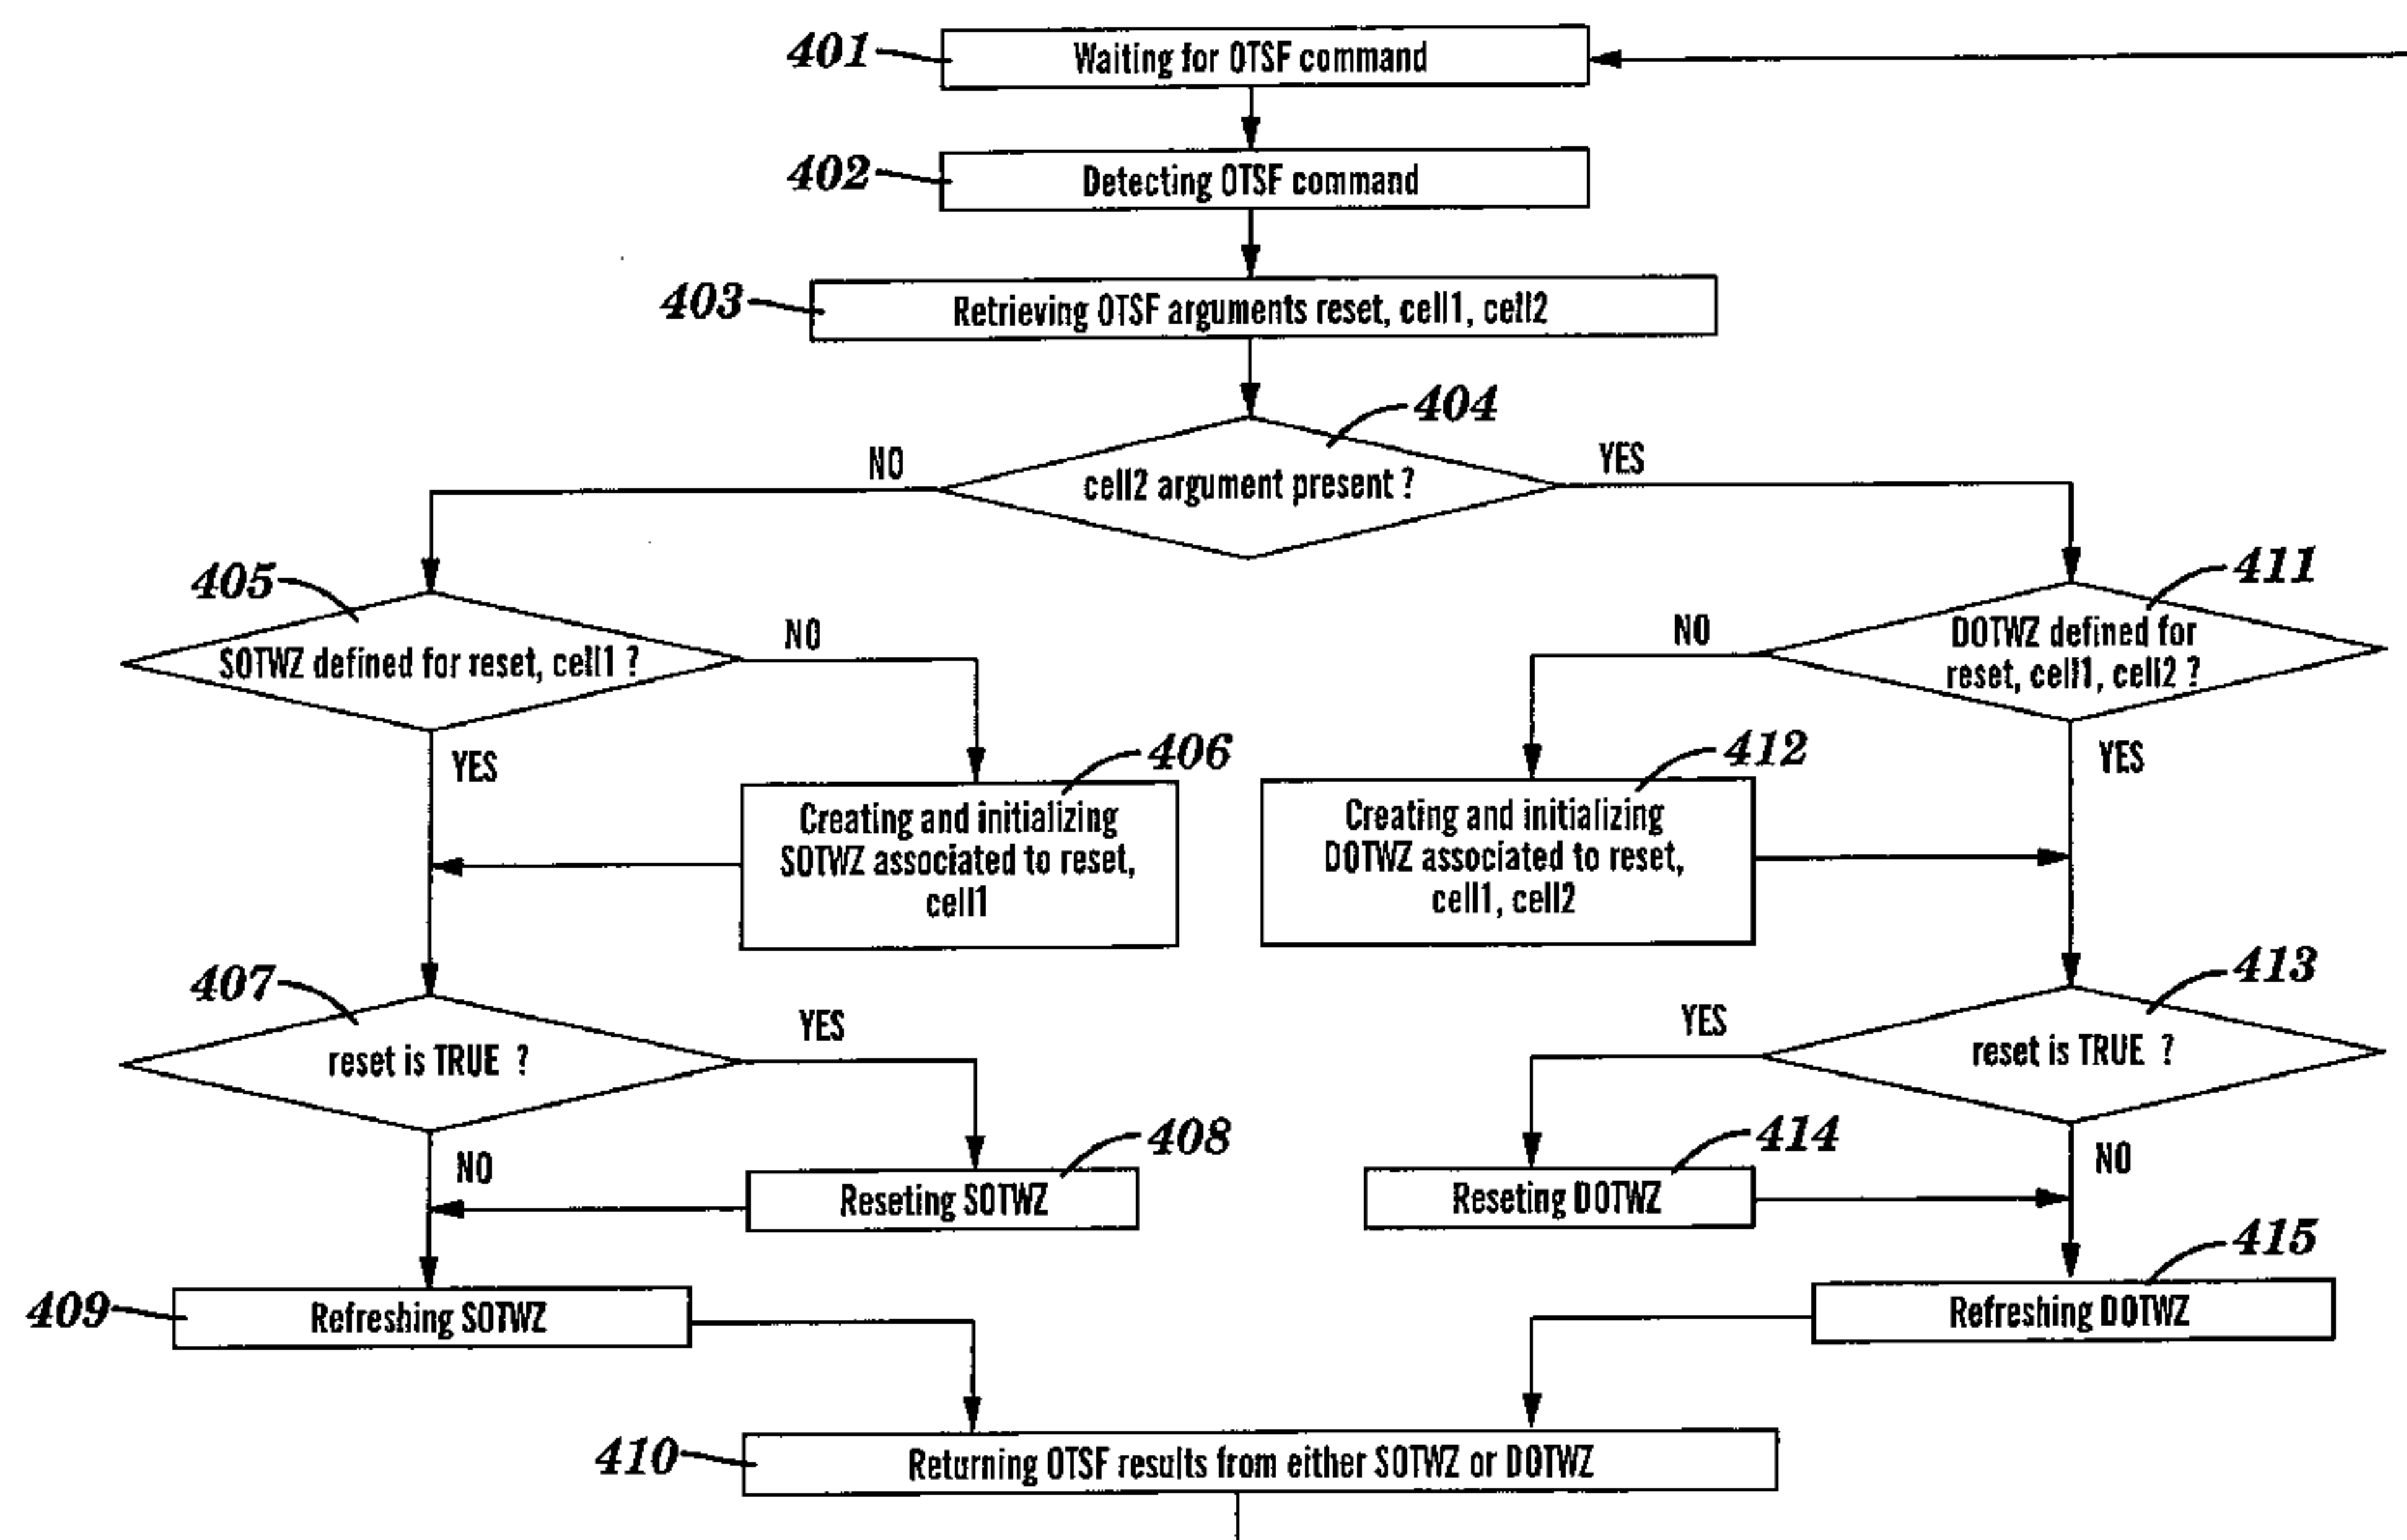 401
Waiting for OTSF command
402
Detecting OTSF command
403
Retrieving OTSF arguments reset, cell1, cell2
404
cell2 argument present ?
NO
YES
405
SOTWZ defined for reset, cell1 ?
NO
YES
406
Creating and initializing
SOTWZ associated to reset,
cell1
411
DOTWZ defined for
reset, cell1, cell2 ?
NO
YES
412
Creating and initializing
DOTWZ associated to reset,
cell1, cell2
407
reset is TRUE ?
YES
NO
408
Reseting SOTWZ
413
reset is TRUE ?
YES
NO
414
Reseting DOTWZ
409
Refreshing SOTWZ
415
Refreshing DOTWZ
410
Returning OTSF results from either SOTWZ or DOTWZ